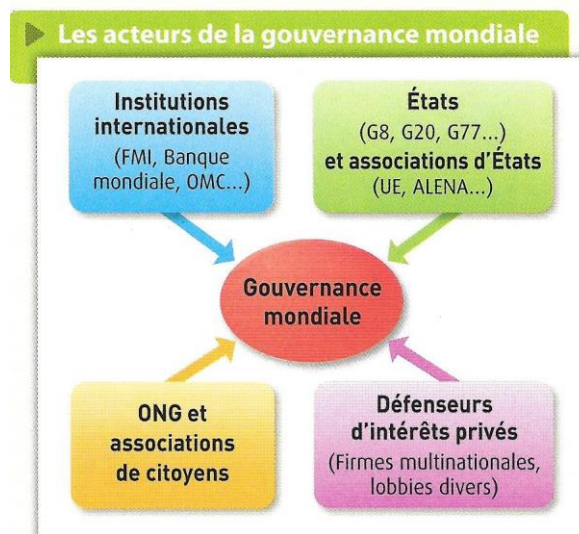 Les acteurs de la gouvernance mondiale
Institutions
internationales
(FMI, Banque
mondiale, OMC...)
États
(G8, G20, G77...)
et associations d'États
(UE, ALENA...)
Gouvernance
mondiale
ONG et
associations
de citoyens
Défenseurs
d'intérêts privés
(Firmes multinationales,
lobbies divers)